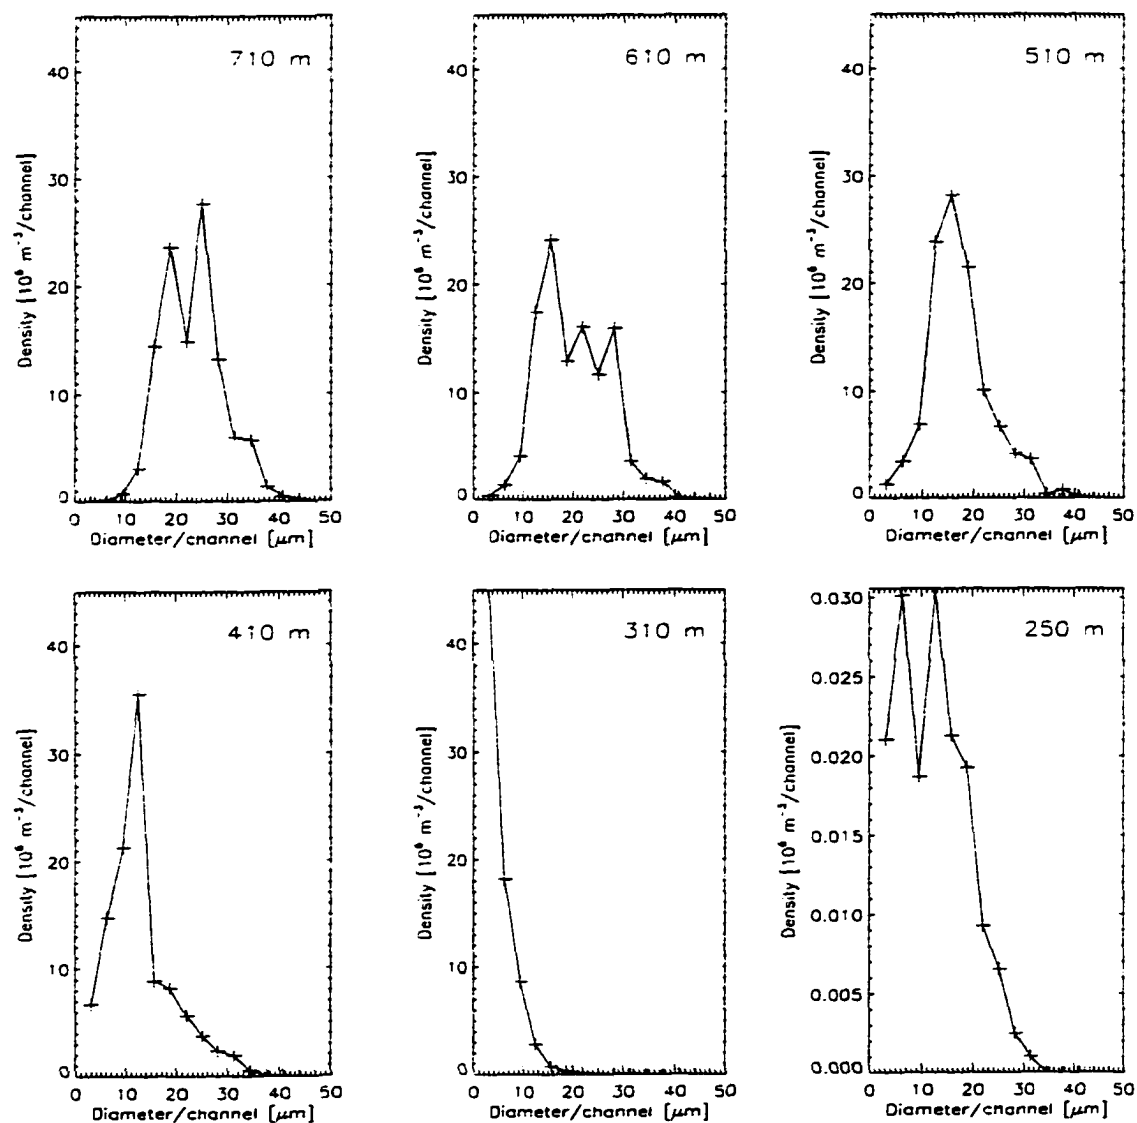 710 m
40
30
20
10
0
Density [10⁶ m⁻³/channel]
0 10 20 30 40 50
Diameter/channel [μm]
610 m
40
30
20
10
0
Density [10⁶ m⁻³/channel]
0 10 20 30 40 50
Diameter/channel [μm]
510 m
40
30
20
10
0
Density [10⁶ m⁻³/channel]
0 10 20 30 40 50
Diameter/channel [μm]
410 m
40
30
20
10
0
Density [10⁶ m⁻³/channel]
0 10 20 30 40 50
Diameter/channel [μm]
310 m
40
30
20
10
0
Density [10⁶ m⁻³/channel]
0 10 20 30 40 50
Diameter/channel [μm]
250 m
0.030
0.025
0.020
0.015
0.010
0.005
0.000
Density [10⁶ m⁻³/channel]
0 10 20 30 40 50
Diameter/channel [μm]